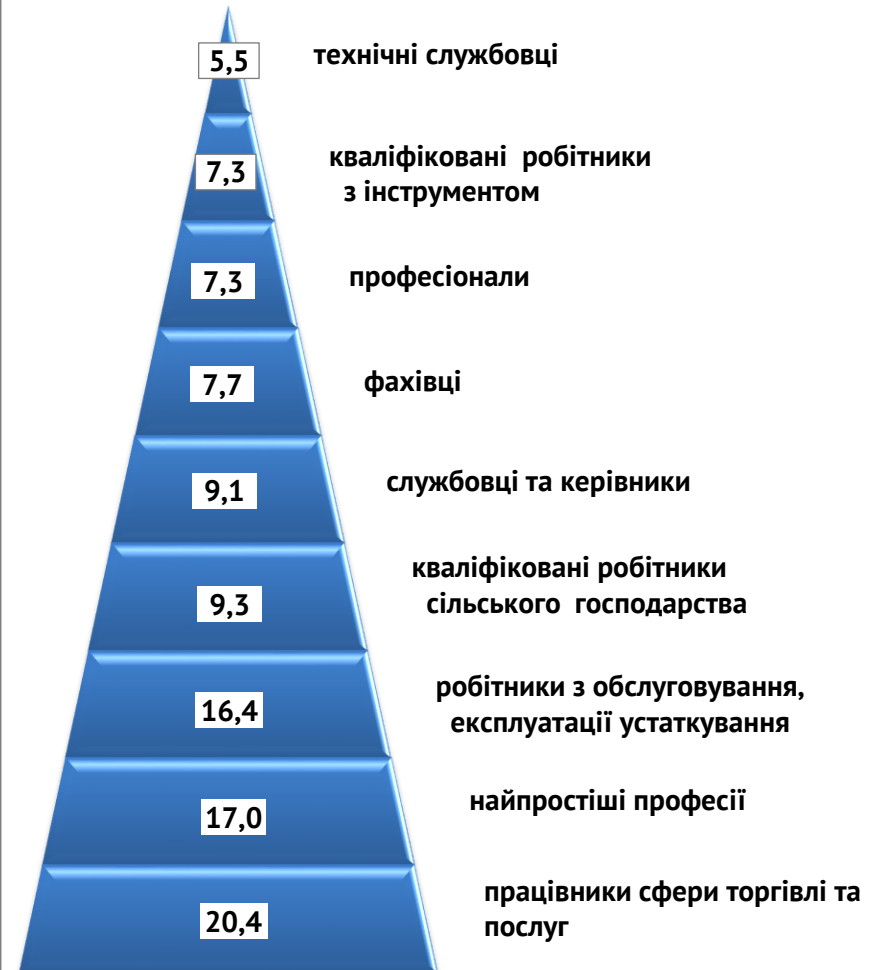 5,5
технічні службовці
7,3
кваліфіковані робітники
з інструментом
7,3
професіонали
7,7
фахівці
9,1
службовці та керівники
9,3
кваліфіковані робітники
сільського господарства
16,4
робітники з обслуговування,
експлуатації устаткування
17,0
найпростіші професії
20,4
працівники сфери торгівлі та
послуг